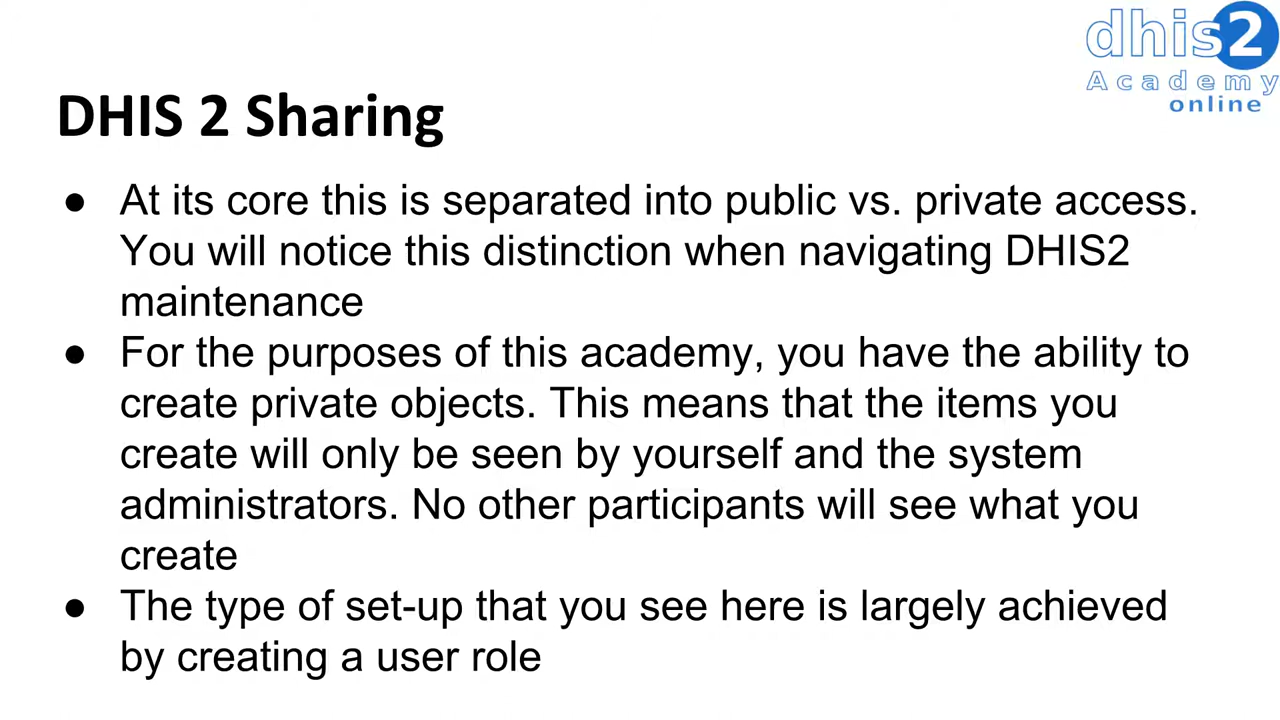 dhis2
Academy
online
DHIS 2 Sharing
● At its core this is separated into public vs. private access.
You will notice this distinction when navigating DHIS2
maintenance
● For the purposes of this academy, you have the ability to
create private objects. This means that the items you
create will only be seen by yourself and the system
administrators. No other participants will see what you
create
● The type of set-up that you see here is largely achieved
by creating a user role